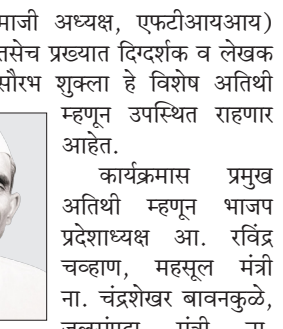 माजी अध्यक्ष, एफटीआयआय)
तसेच प्रख्यात दिग्दर्शक व लेखक
सौरभ शुक्ला हे विशेष अतिथी
म्हणून उपस्थित राहणार
आहेत.
कार्यक्रमास प्रमुख
अतिथी म्हणून भाजप
प्रदेशाध्यक्ष आ. रविंद्र
चव्हाण, महसूल मंत्री
ना. चंद्रशेखर बावनकुळे,